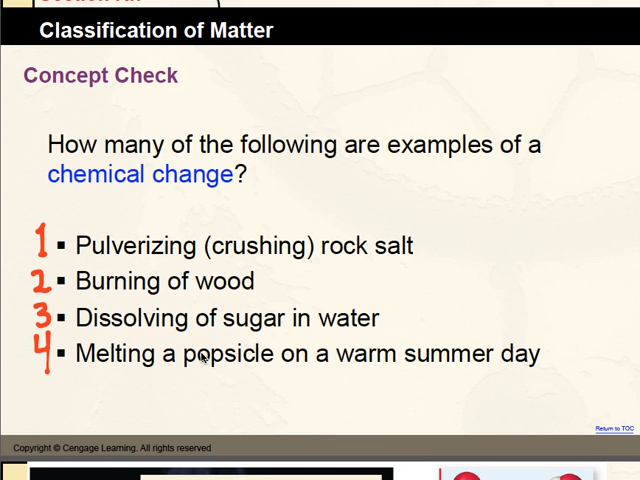 Classification of Matter
Concept Check
How many of the following are examples of a
chemical change?
1 ▪ Pulverizing (crushing) rock salt
2 ▪ Burning of wood
3 ▪ Dissolving of sugar in water
4 ▪ Melting a popsicle on a warm summer day
Return to TOC
Copyright © Cengage Learning. All rights reserved